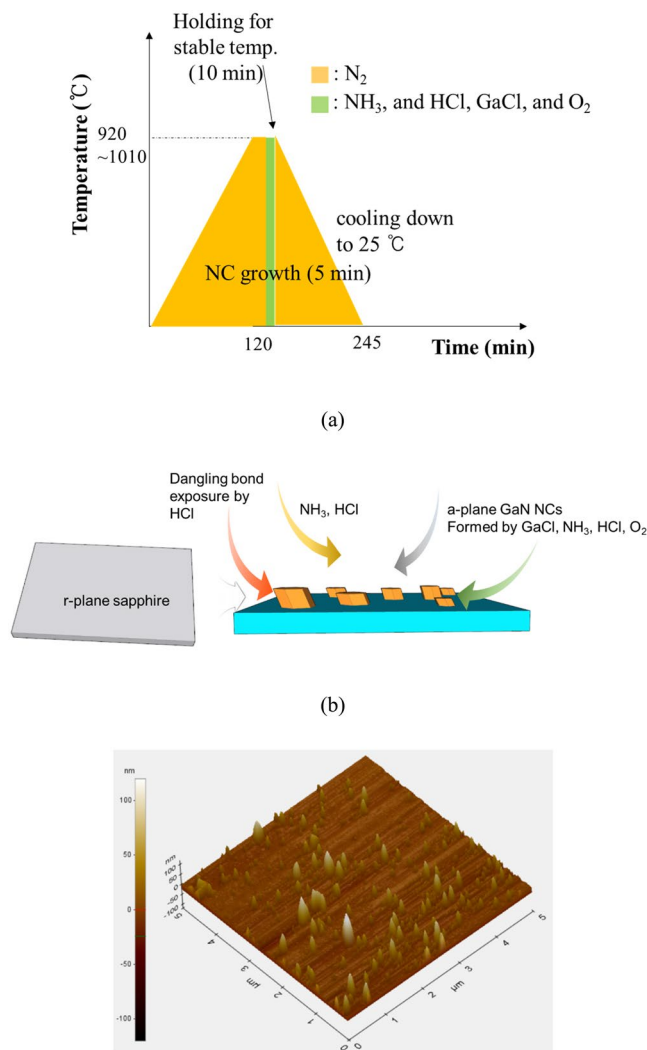 Holding for
stable temp.
(10 min)
: N₂
: NH₃, and HCl, GaCl, and O₂
Temperature (℃)
920
~1010
cooling down
to 25 ℃
NC growth (5 min)
120
245
Time (min)
(a)
Dangling bond
exposure by
HCl
NH₃, HCl
a-plane GaN NCs
Formed by GaCl, NH₃, HCl, O₂
r-plane sapphire
(b)
nm
100
50
0
-50
-100
nm
100
50
0
-50
-100
5
4
3
2
1
0
μm
0
1
2
3
4
5
μm